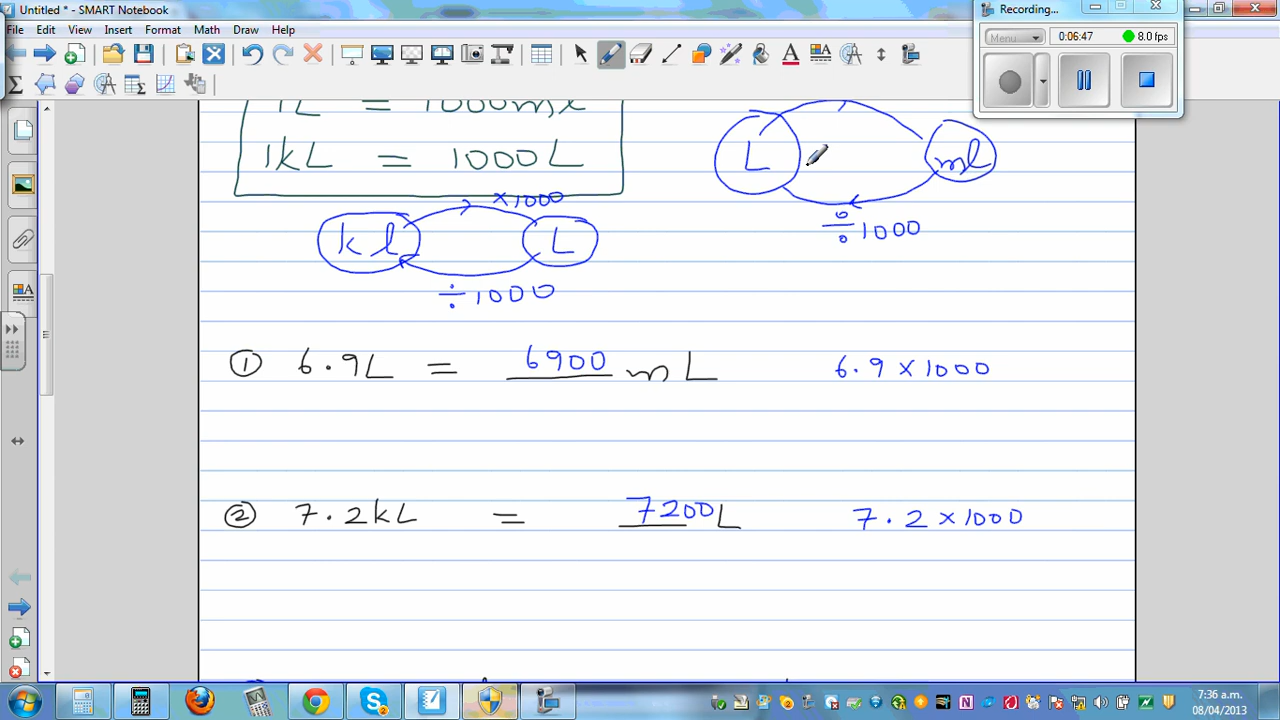 Untitled * - SMART Notebook
File Edit View Insert Format Math Draw Help
Recording...
Menu
0:06:47
8.0 fps
1L = 1000ml
1kL = 1000L
L
ml
÷1000
×1000
kl
L
÷1000
① 6.9L = 6900 mL 6.9 × 1000
② 7.2kL = 7200L 7.2 × 1000
7:36 a.m.
08/04/2013